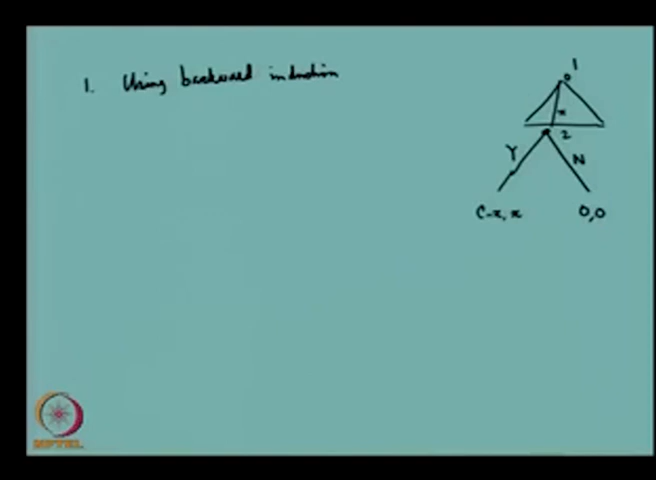 1. Using backward induction
1
x
2
Y N
C-x, x 0,0
NPTEL